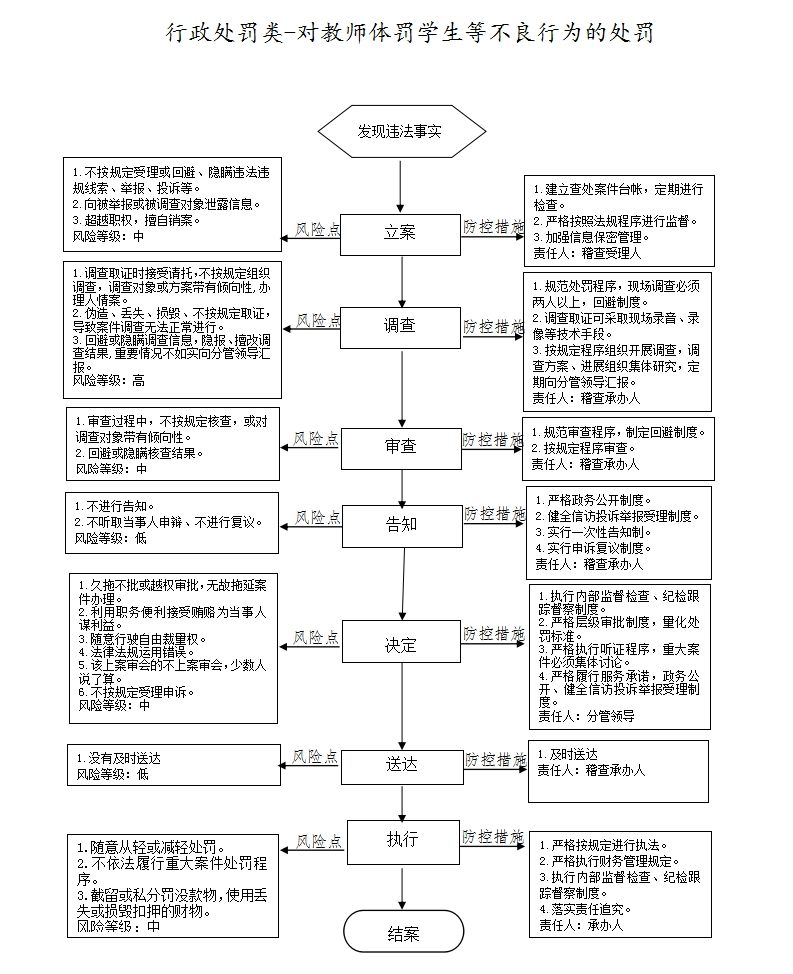 行政处罚类-对教师体罚学生等不良行为的处罚
发现违法事实
1.不按规定受理或回避、隐瞒违法违
规线索、举报、投诉等。
2.向被举报或被调查对象泄露信息。
3.超越职权，擅自销案。
风险等级：中
风险点
立案
防控措施
1.建立查处案件台帐，定期进行
检查。
2.严格按照法规程序进行监督。
3.加强信息保密管理。
责任人：稽查受理人
1.调查取证时接受请托,不按规定组织
调查，调查对象或方案带有倾向性,办
理人情案。
2.伪造、丢失、损毁、不按规定取证，
导致案件调查无法正常进行。
3.回避或隐瞒调查信息，隐报、擅改调
查结果,重要情况不如实向分管领导汇
报。
风险等级：高
风险点
调查
防控措施
1.规范处罚程序，现场调查必须
两人以上，回避制度。
2.调查取证可采取现场录音、录
像等技术手段。
3.按规定程序组织开展调查，调
查方案、进展组织集体研究，定
期向分管领导汇报。
责任人：稽查承办人
1.审查过程中，不按规定核查，或对
调查对象带有倾向性。
2.回避或隐瞒核查结果。
风险等级：中
风险点
审查
防控措施
1.规范审查程序，制定回避制度。
2.按规定程序审查。
责任人：稽查承办人
1.不进行告知。
2.不听取当事人申辩、不进行复议。
风险等级：低
风险点
告知
防控措施
1.严格政务公开制度。
2.健全信访投诉举报受理制度。
3.实行一次性告知制。
4.实行申诉复议制度。
责任人：稽查承办人
1.久拖不批或越权审批，无故拖延案
件办理。
2.利用职务便利接受贿赂为当事人
谋利益。
3.随意行驶自由裁量权。
4.法律法规运用错误。
5.该上案审会的不上案审会,少数人
说了算。
6.不按规定受理申诉。
风险等级：中
风险点
决定
防控措施
1.执行内部监督检查、纪检跟
踪督察制度。
2.严格层级审批制度，量化处
罚标准。
3.严格执行听证程序，重大案
件必须集体讨论。
4.严格履行服务承诺，政务公
开、健全信访投诉举报受理制
度。
责任人：分管领导
1.没有及时送达
风险等级：低
风险点
送达
防控措施
1.及时送达
责任人：稽查承办人
1.随意从轻或减轻处罚。
2.不依法履行重大案件处罚程
序。
3.截留或私分罚没款物,使用丢
失或损毁扣押的财物。
风险等级：中
风险点
执行
防控措施
1.严格按规定进行执法。
2.严格执行财务管理规定。
3.执行内部监督检查、纪检跟
踪督察制度。
4.落实责任追究。
责任人：承办人
结案